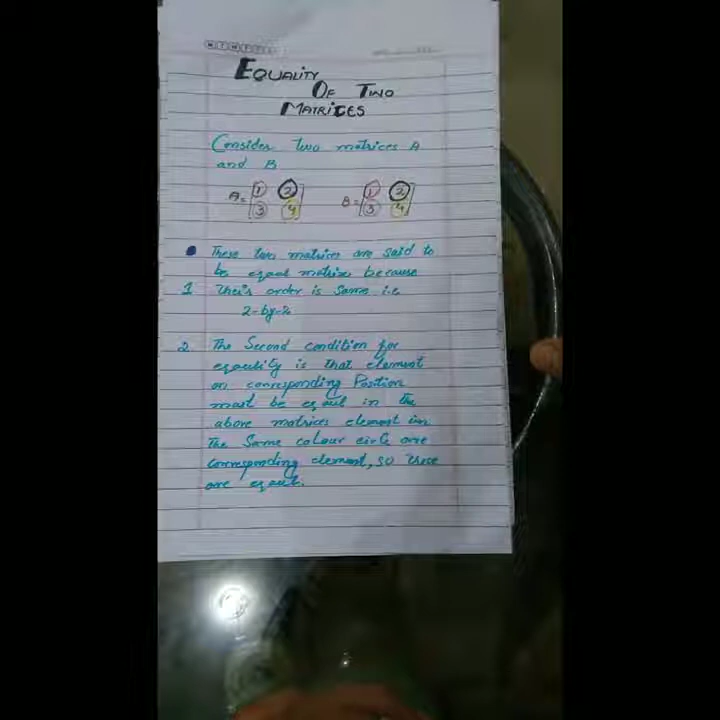 EQUALITY
OF TWO
MATRICES
Consider two matrices A
and B
A= [1 2 B= [1 2
3 4] 3 4]
These two matrices are said to
be equal matrix because
1 Their order is same i.e
2-by-2
2. The Second condition for
equality is that element
on corresponding Position
must be equal in the
above matrices element in
the Same colour circle are
corresponding element, so these
are equal.